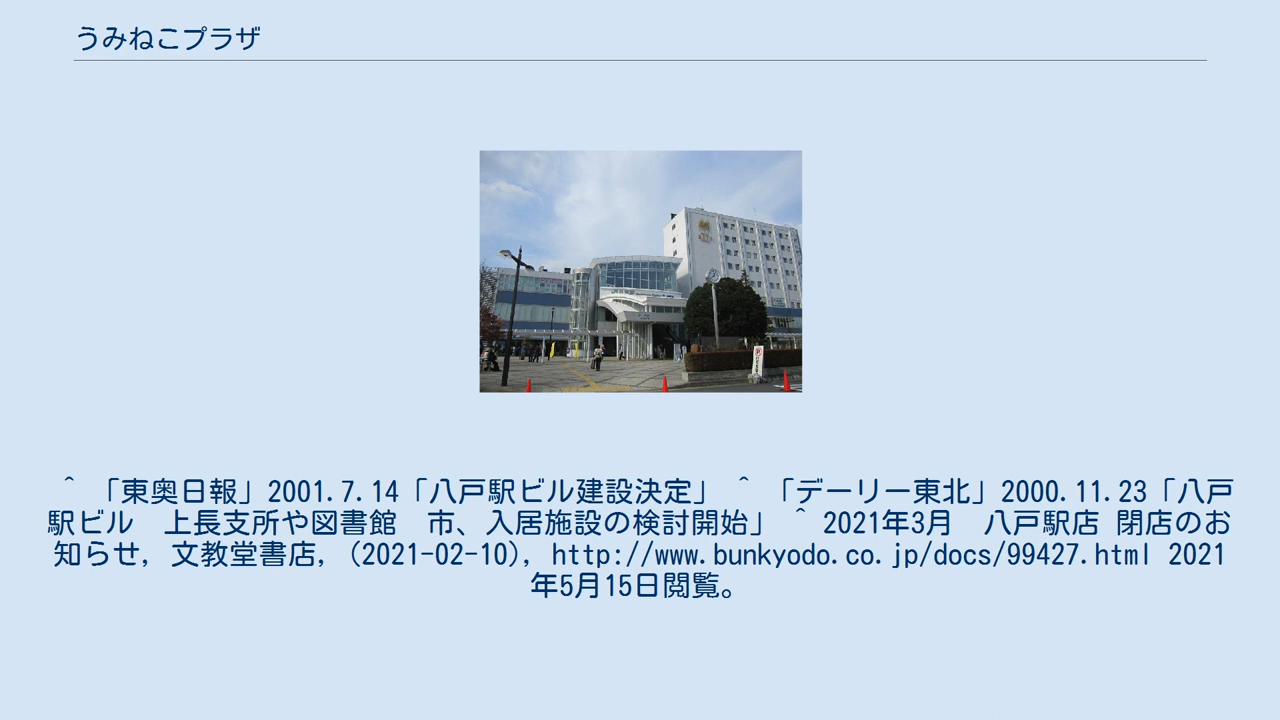 うみねこプラザ
^ 「東奥日報」2001.7.14「八戸駅ビル建設決定」 ^ 「デーリー東北」2000.11.23「八戸
駅ビル　上長支所や図書館　市、入居施設の検討開始」 ^ 2021年3月　八戸駅店 閉店のお
知らせ, 文教堂書店, (2021-02-10), http://www.bunkyodo.co.jp/docs/99427.html 2021
年5月15日閲覧。